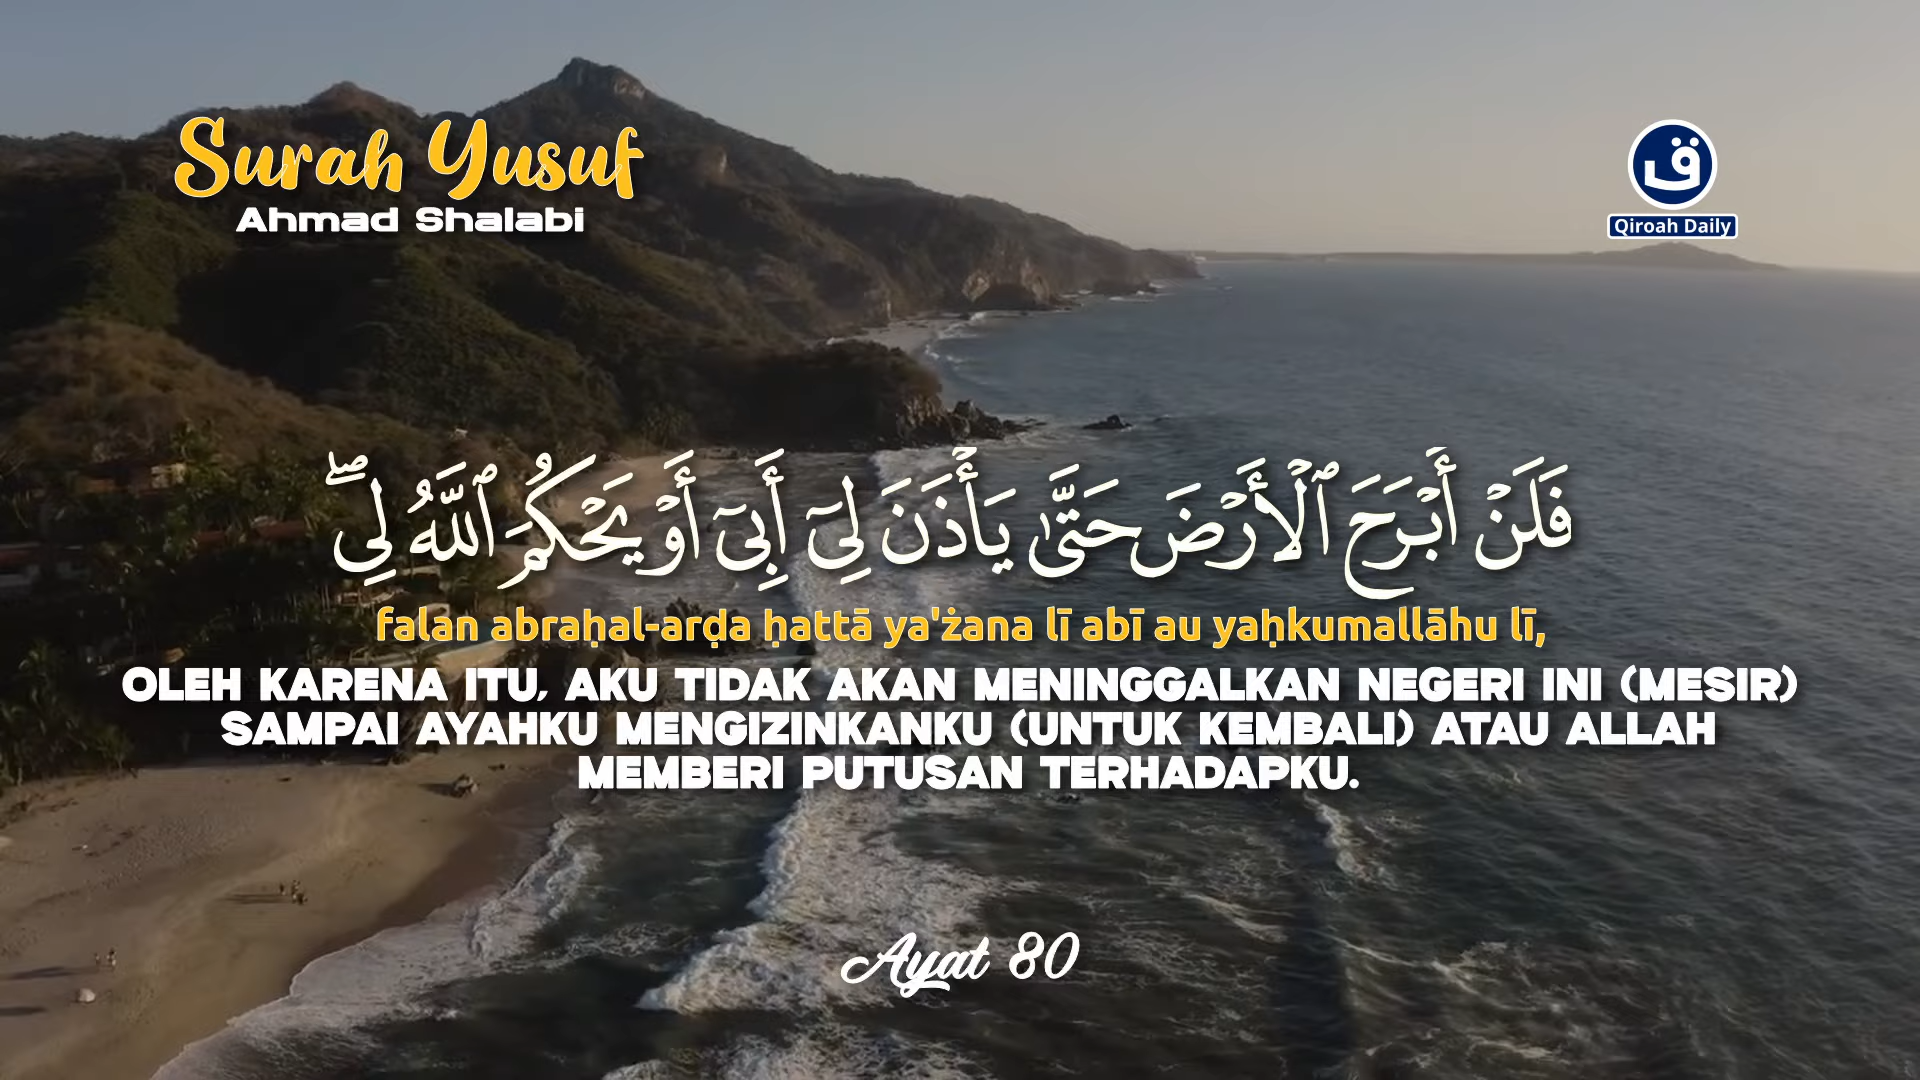 Surah Yusuf
Ahmad Shalabi
ق
Qiroah Daily
فَلَنْ أَبْرَحَ ٱلْأَرْضَ حَتَّىٰ يَأْذَنَ لِىٓ أَبِىٓ أَوْ يَحْكُمَ ٱللَّهُ لِى ۖ
falan abraḥal-arḍa ḥattā ya'żana lī abī au yaḥkumallāhu lī,
OLEH KARENA ITU, AKU TIDAK AKAN MENINGGALKAN NEGERI INI (MESIR)
SAMPAI AYAHKU MENGIZINKANKU (UNTUK KEMBALI) ATAU ALLAH
MEMBERI PUTUSAN TERHADAPKU.
Ayat 80